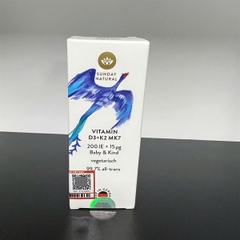 SUNDAY
NATURAL
VITAMIN
D3+K2 MK7
200 IE + 15 µg
Baby & Kind
vegetarisch
99,7% all-trans